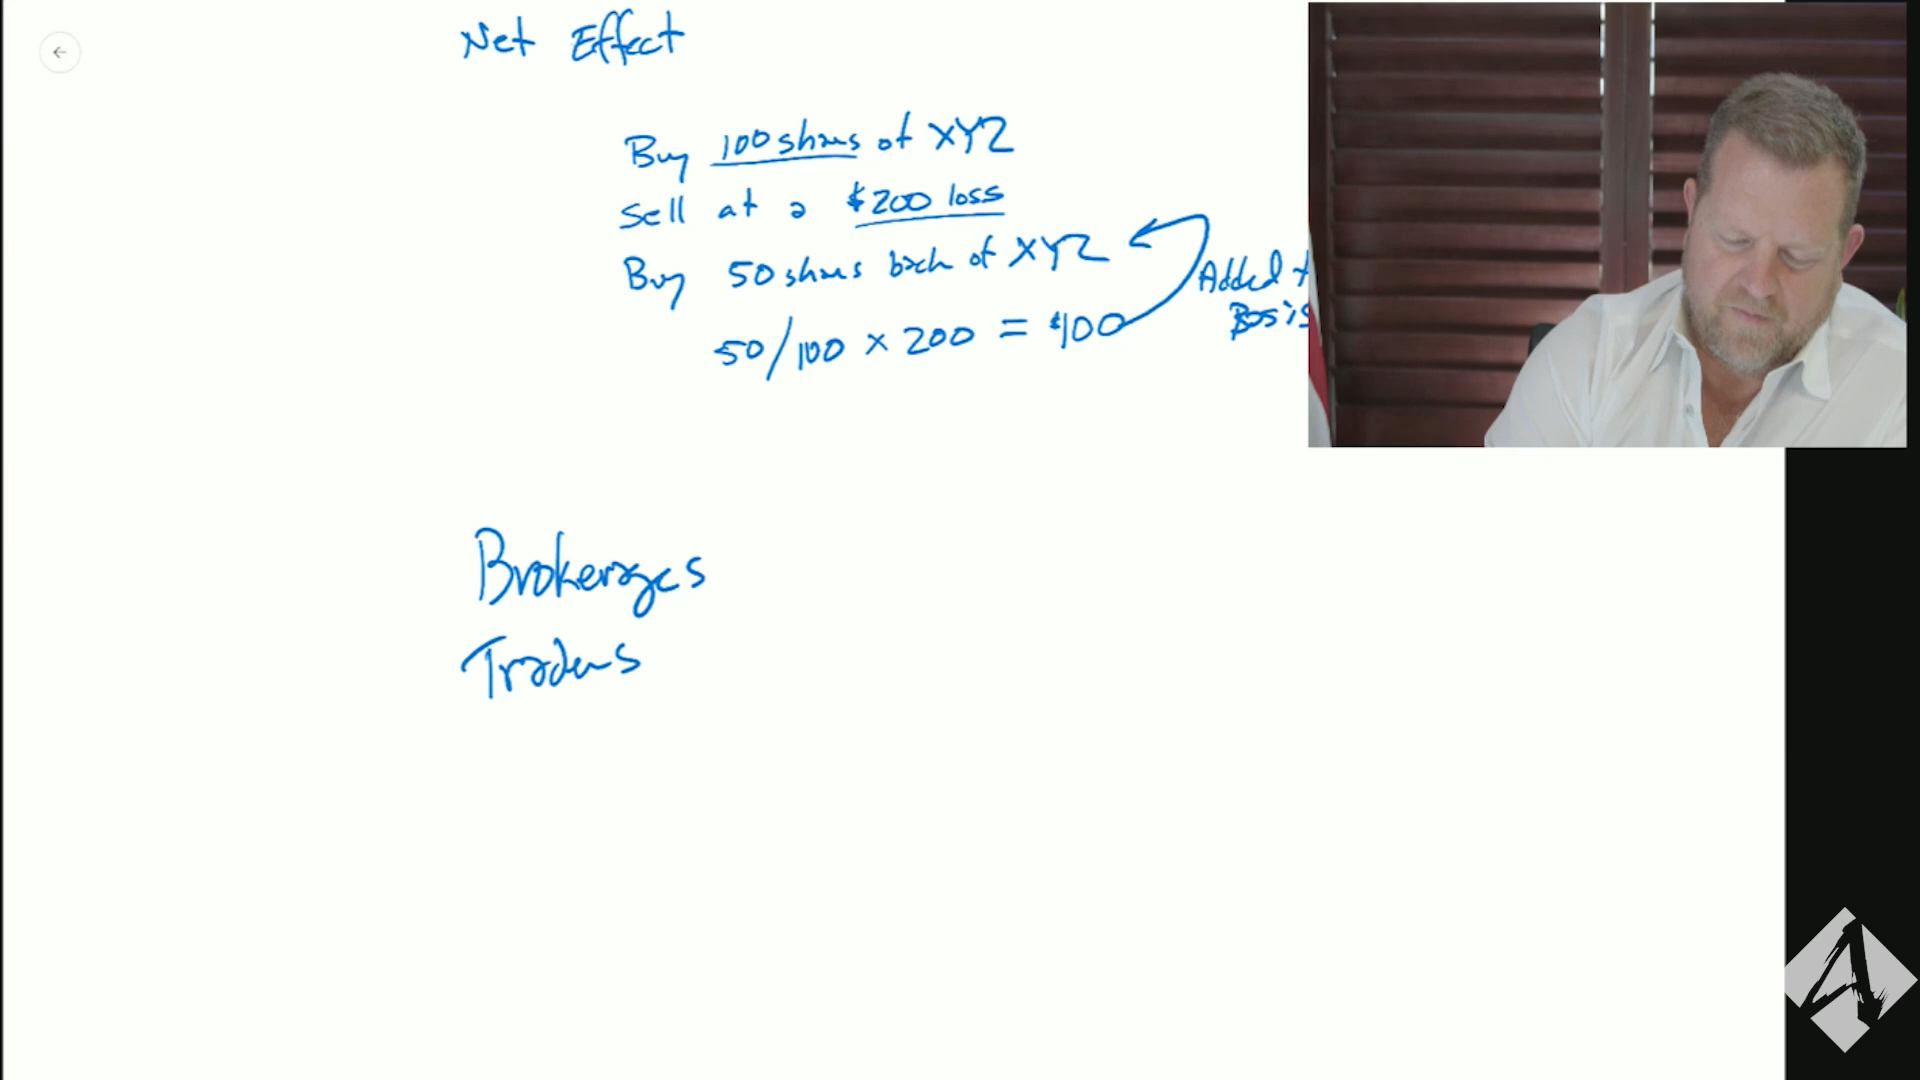 Net Effect
Buy 100 shares of XYZ
Sell at a $200 loss
Buy 50 shares back of XYZ
Added t
Basis
50/100 x 200 = $100
Brokerages
Traders
A